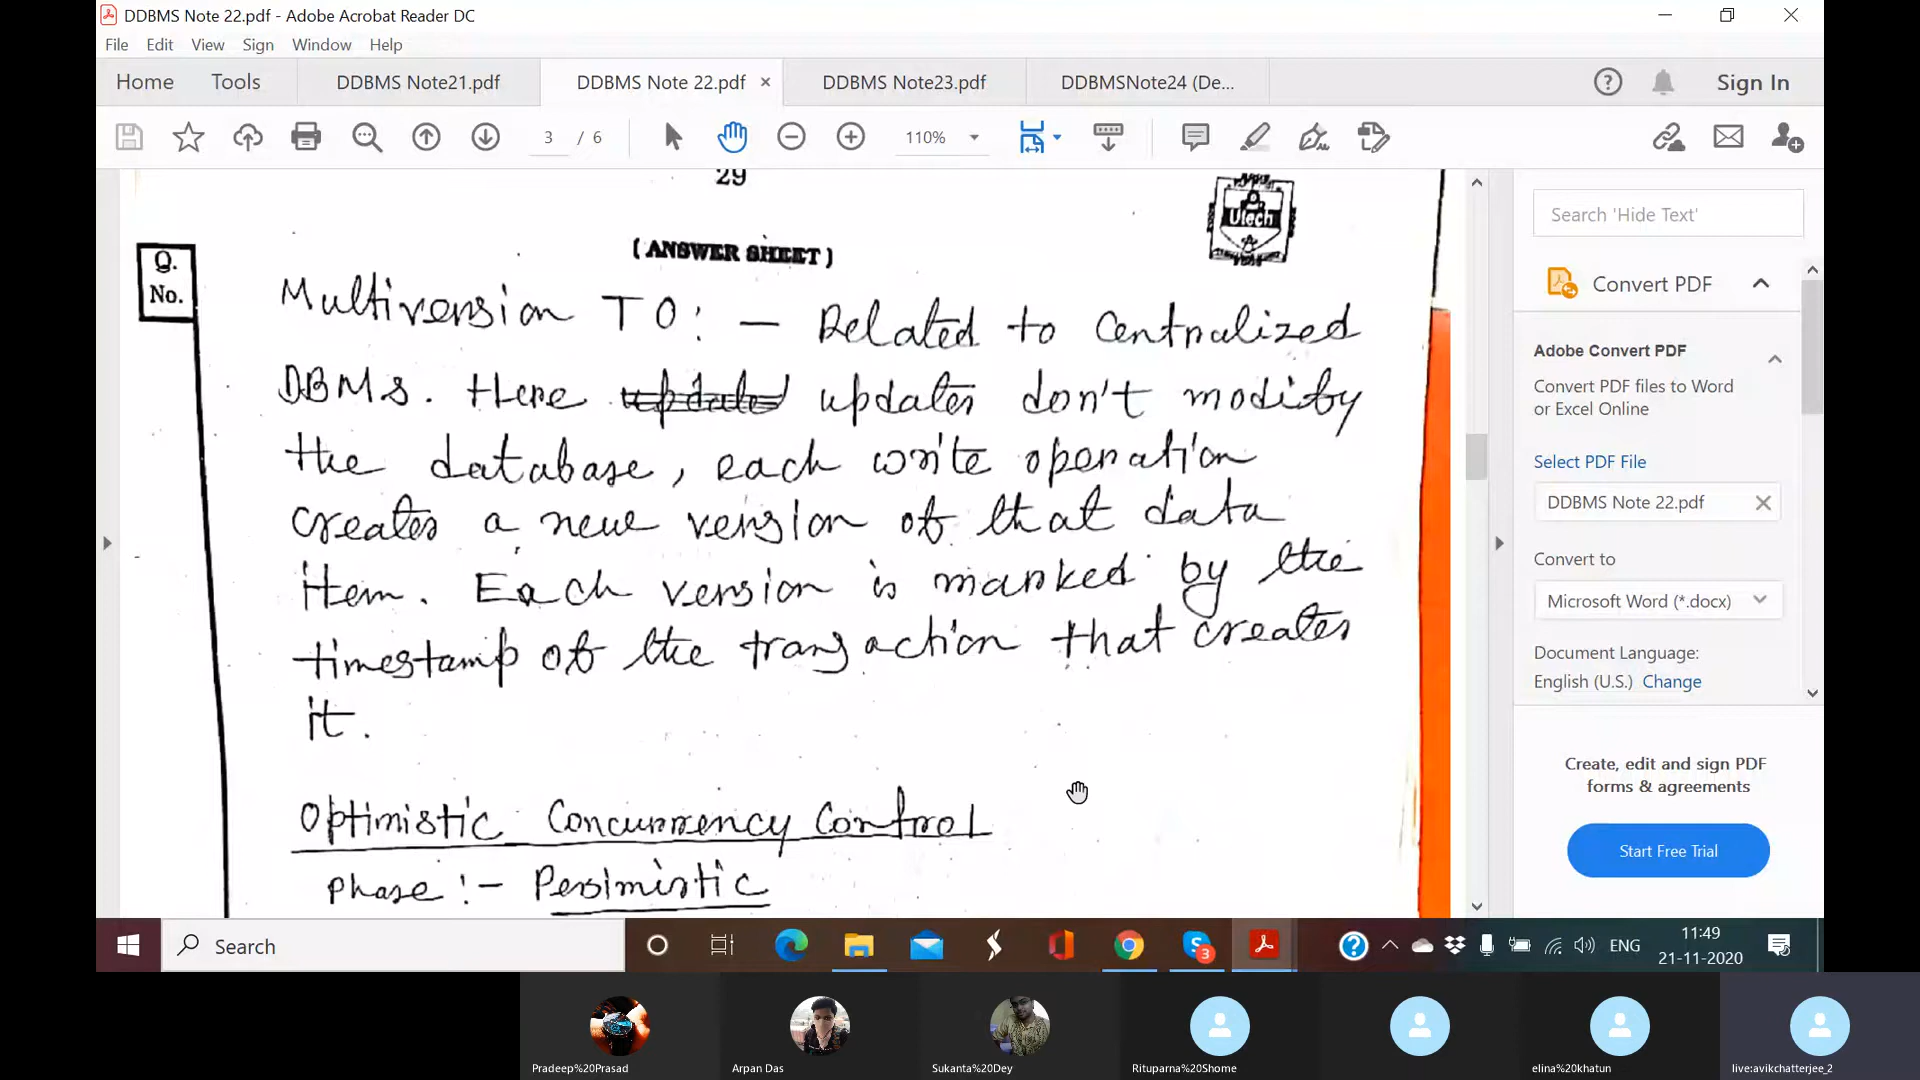 DDBMS Note 22.pdf - Adobe Acrobat Reader DC
File Edit View Sign Window Help
Home Tools DDBMS Note21.pdf DDBMS Note 22.pdf × DDBMS Note23.pdf DDBMSNote24 (De... Sign In
3 / 6 110%
29
Utech
( ANSWER SHEET )
Q.
No.
Multiversion TO: — Related to Centralized
DBMS. Here updates updates don't modify
the database, each write operation
creates a new version of that data
item. Each version is marked by the
timestamp of the transaction that creates
it.
Optimistic Concurrency Control
Phase :- Pessimistic
Search 'Hide Text'
Convert PDF
Adobe Convert PDF
Convert PDF files to Word
or Excel Online
Select PDF File
DDBMS Note 22.pdf
Convert to
Microsoft Word (*.docx)
Document Language:
English (U.S.) Change
Create, edit and sign PDF
forms & agreements
Start Free Trial
Search
3
ENG
11:49
21-11-2020
Pradeep%20Prasad
Arpan Das
Sukanta%20Dey
Rituparna%20Shome
elina%20khatun
live:avikchatterjee_2